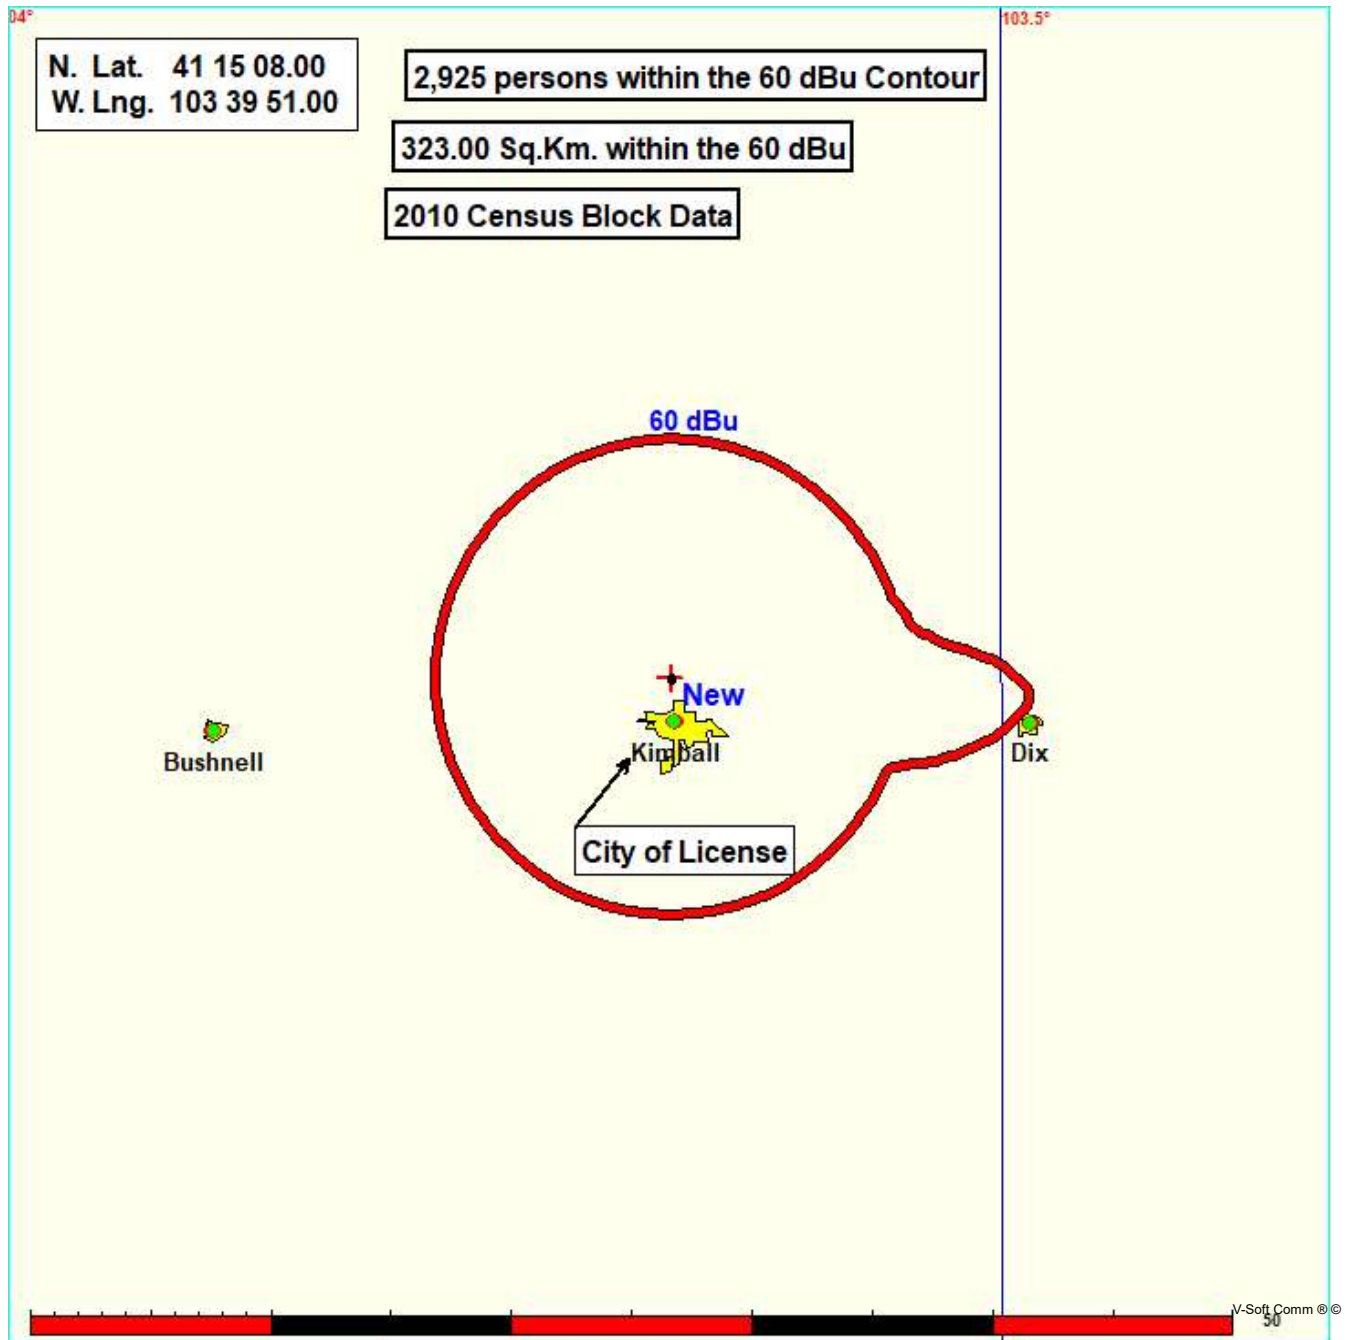 04°
103.5°
N. Lat. 41 15 08.00
W. Lng. 103 39 51.00
2,925 persons within the 60 dBu Contour
323.00 Sq.Km. within the 60 dBu
2010 Census Block Data
60 dBu
New
Kimball
Bushnell
Dix
City of License
V-Soft Comm ® ©
50